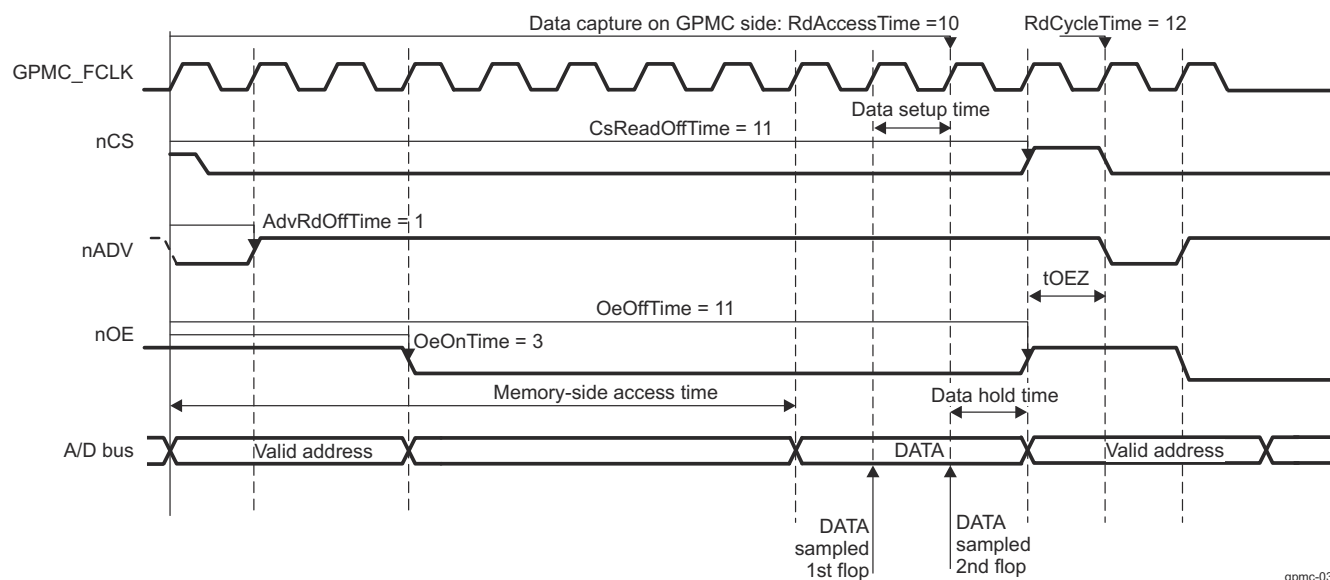 Data capture on GPMC side: RdAccessTime =10
RdCycleTime = 12
GPMC_FCLK
Data setup time
nCS
CsReadOffTime = 11
AdvRdOffTime = 1
nADV
tOEZ
OeOffTime = 11
nOE
OeOnTime = 3
Memory-side access time
Data hold time
A/D bus
Valid address
DATA
Valid address
DATA
sampled
1st flop
DATA
sampled
2nd flop